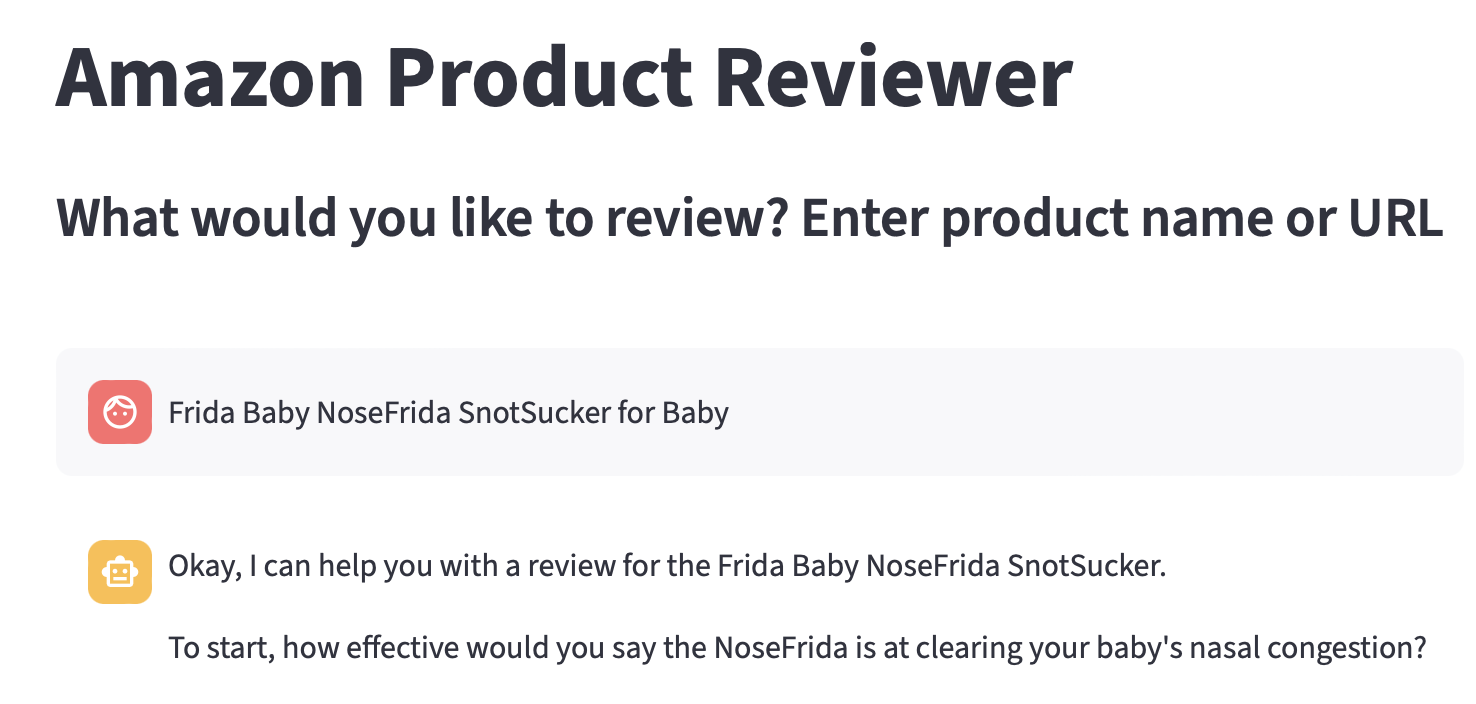 Amazon Product Reviewer
What would you like to review? Enter product name or URL
Frida Baby NoseFrida SnotSucker for Baby
Okay, I can help you with a review for the Frida Baby NoseFrida SnotSucker.
To start, how effective would you say the NoseFrida is at clearing your baby's nasal congestion?